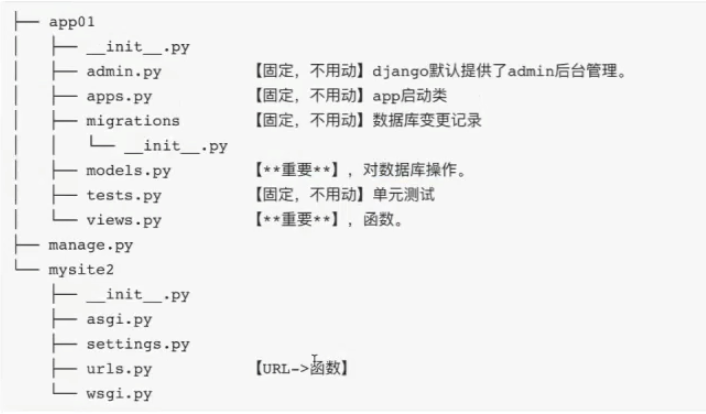 ├── app01
│   ├── __init__.py
│   ├── admin.py         【固定，不用动】django默认提供了admin后台管理。
│   ├── apps.py          【固定，不用动】app启动类
│   ├── migrations       【固定，不用动】数据库变更记录
│   │   └── __init__.py
│   ├── models.py        【**重要**】，对数据库操作。
│   ├── tests.py         【固定，不用动】单元测试
│   └── views.py         【**重要**】，函数。
├── manage.py
└── mysite2
    ├── __init__.py
    ├── asgi.py
    ├── settings.py
    ├── urls.py          【URL->函数】
    └── wsgi.py